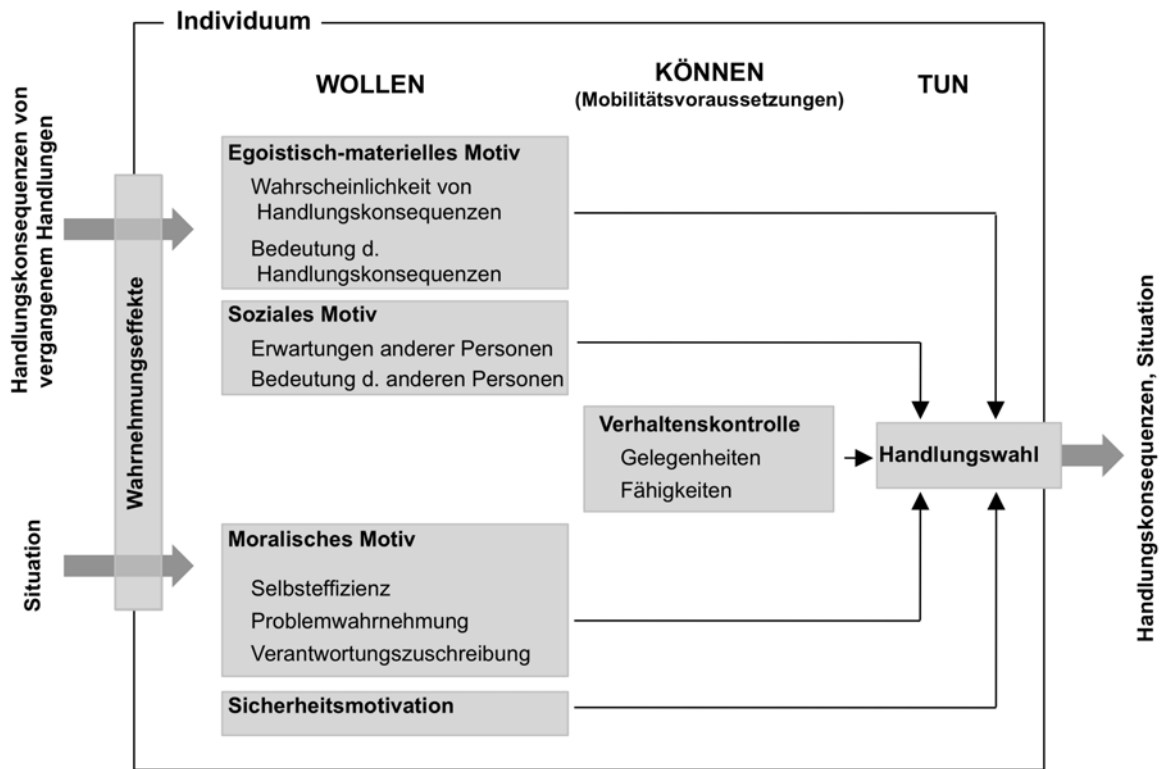 Individuum
WOLLEN
KÖNNEN
(Mobilitätsvoraussetzungen)
TUN
Handlungskonsequenzen von
vergangenem Handlungen
Situation
Wahrnehmungseffekte
Egoistisch-materielles Motiv
Wahrscheinlichkeit von
Handlungskonsequenzen
Bedeutung d.
Handlungskonsequenzen
Soziales Motiv
Erwartungen anderer Personen
Bedeutung d. anderen Personen
Verhaltenskontrolle
Gelegenheiten
Fähigkeiten
Handlungswahl
Moralisches Motiv
Selbsteffizienz
Problemwahrnehmung
Verantwortungszuschreibung
Sicherheitsmotivation
Handlungskonsequenzen, Situation